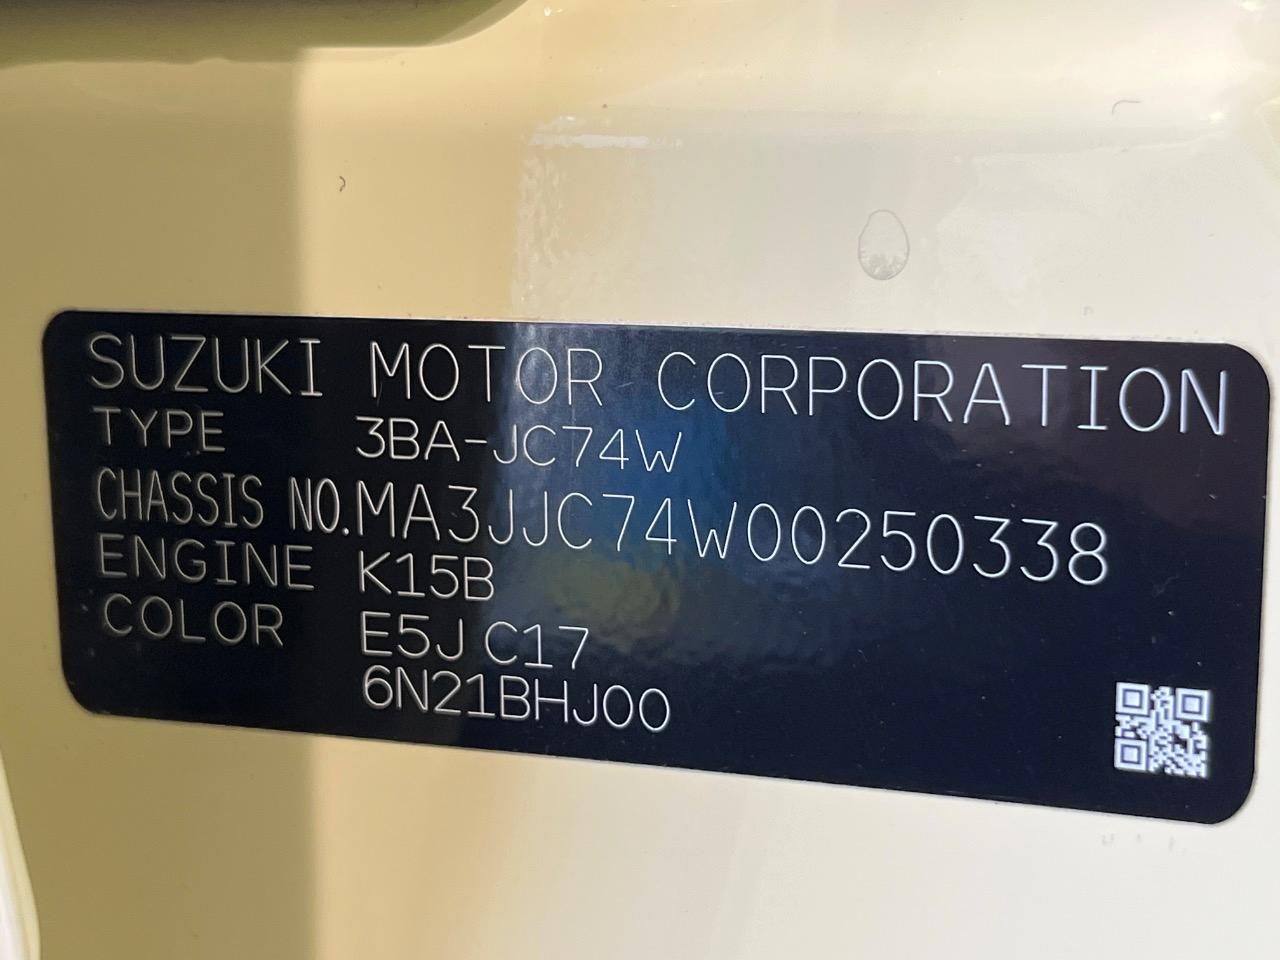 SUZUKI MOTOR CORPORATION
TYPE 3BA-JC74W
CHASSIS NO. MA3JJC74W00250338
ENGINE K15B
COLOR E5J C17
6N21BHJ00